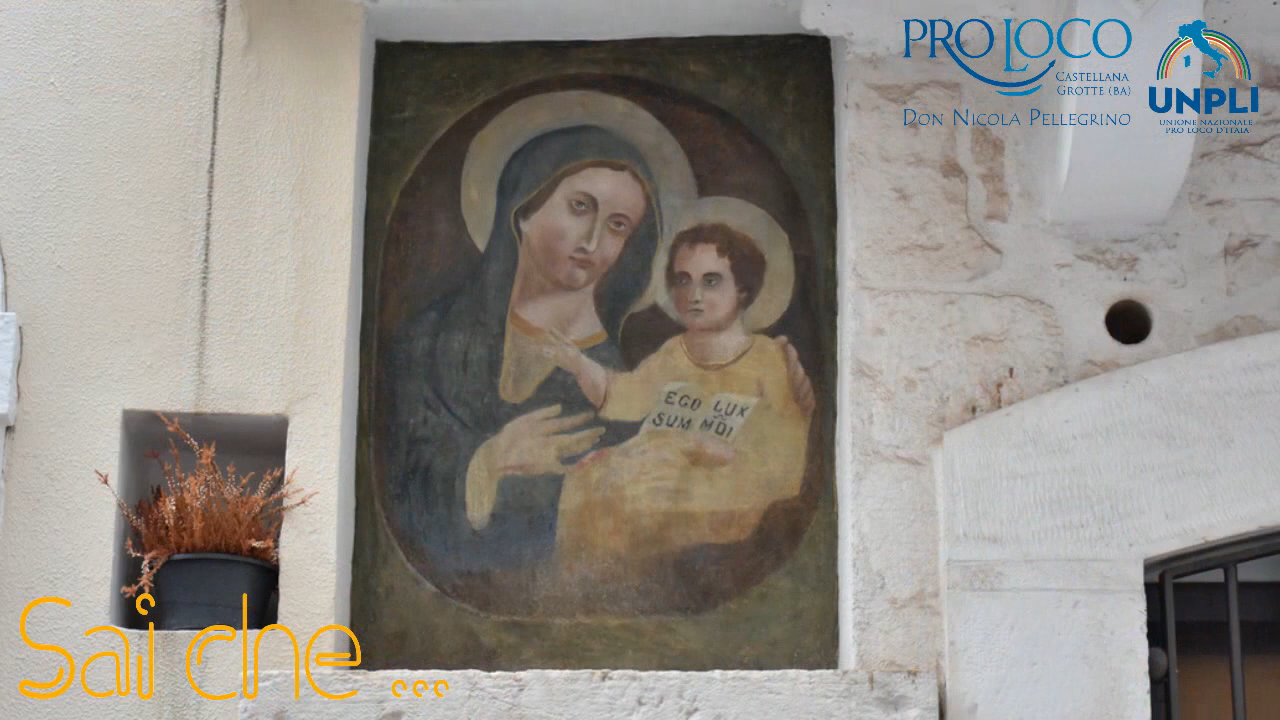 PRO LOCO
CASTELLANA
GROTTE (BA)
DON NICOLA PELLEGRINO
UNPLI
UNIONE NAZIONALE
PRO LOCO D'ITALIA
EGO LUX
SUM MD̃I
Sai che ...